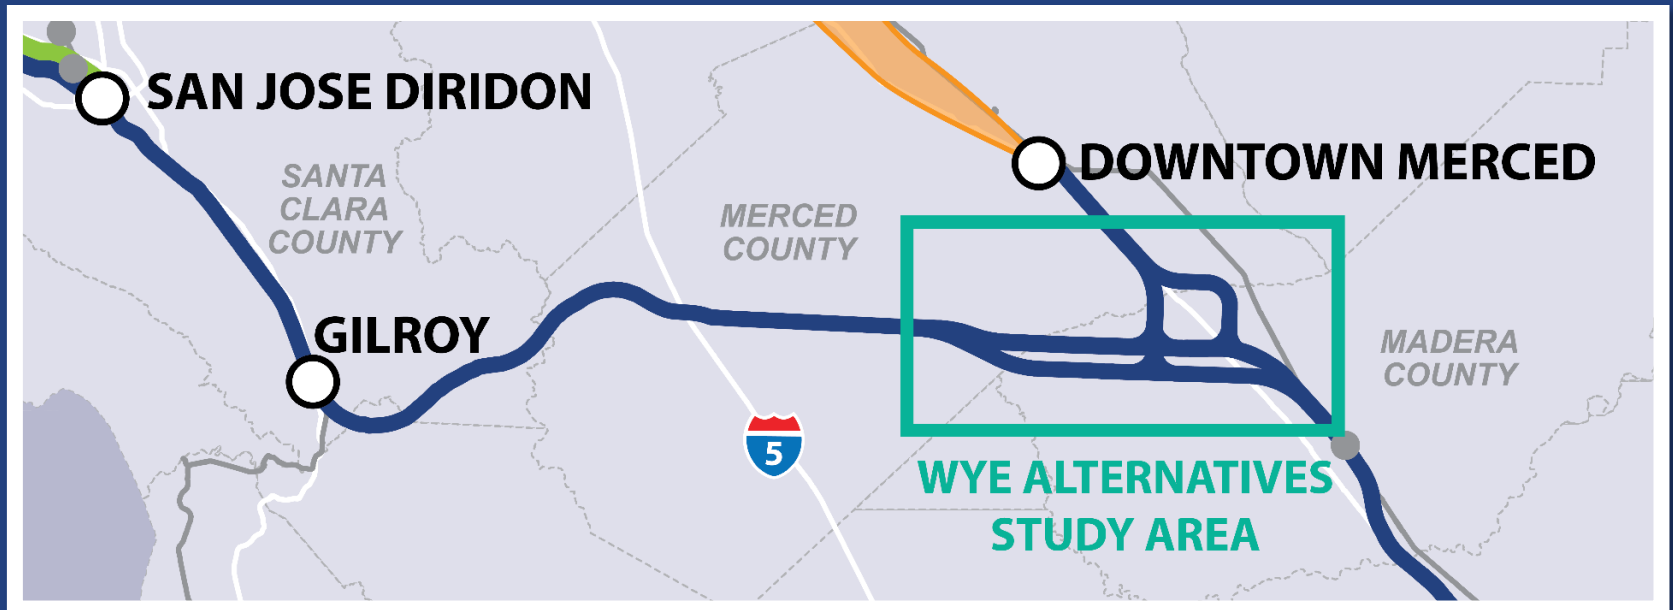 SAN JOSE DIRIDON
DOWNTOWN MERCED
SANTA
CLARA
COUNTY
MERCED
COUNTY
GILROY
MADERA
COUNTY
5
WYE ALTERNATIVES
STUDY AREA